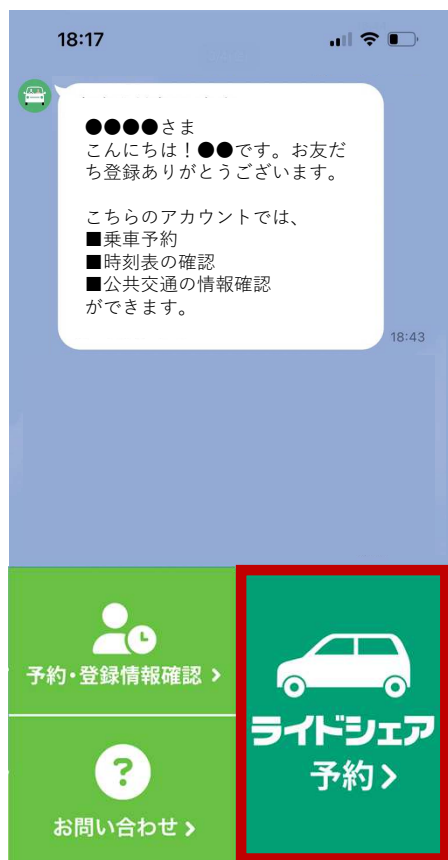 18:17
●●●●さま
こんにちは！●●です。お友だ
ち登録ありがとうございます。
こちらのアカウントでは、
■乗車予約
■時刻表の確認
■公共交通の情報確認
ができます。
18:43
予約・登録情報確認 >
?
お問い合わせ >
ライドシェア
予約 >